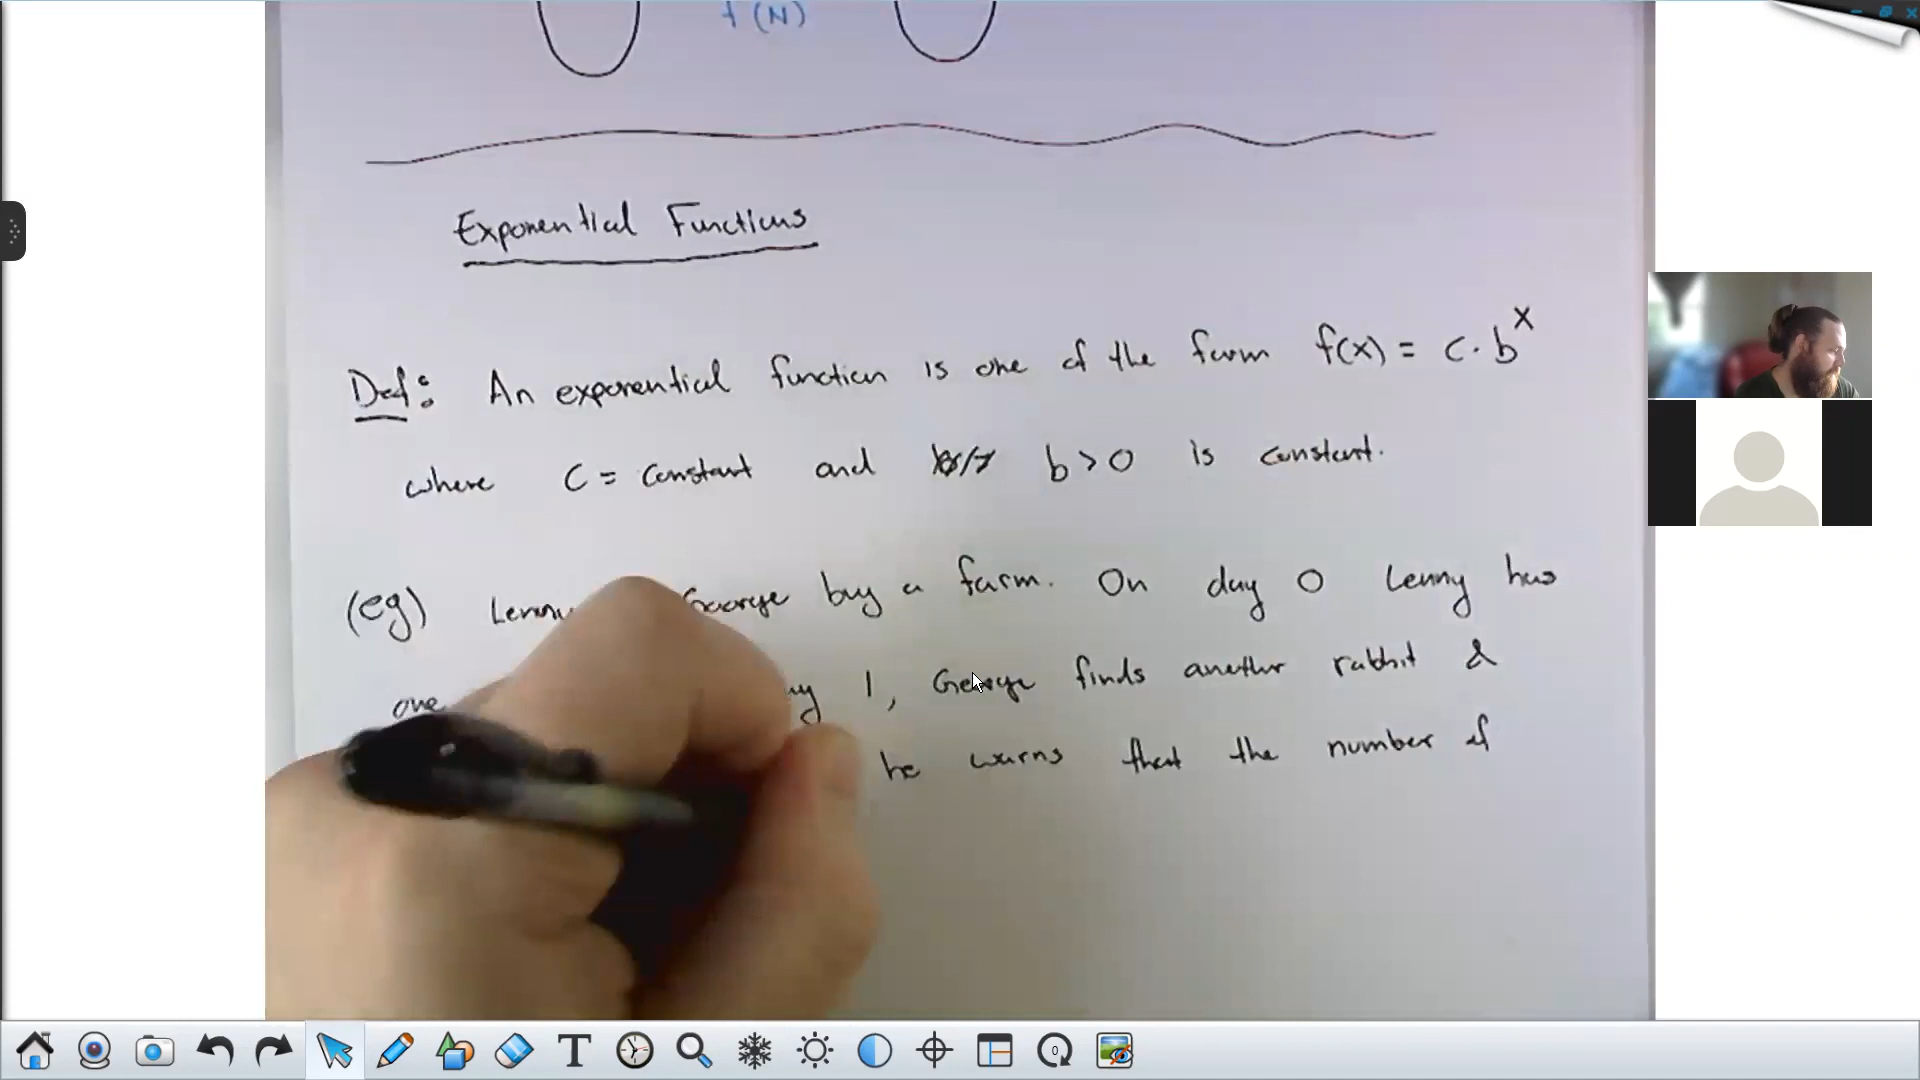 f(N)
Exponential Functions
Def: An exponential function is one of the form f(x) = c · b^x
where c = constant and b > 0 is constant.
(eg) Lenny George buy a farm. On day 0 Lenny has
one 1, George finds another rabbit &
he warns that the number of
T
0